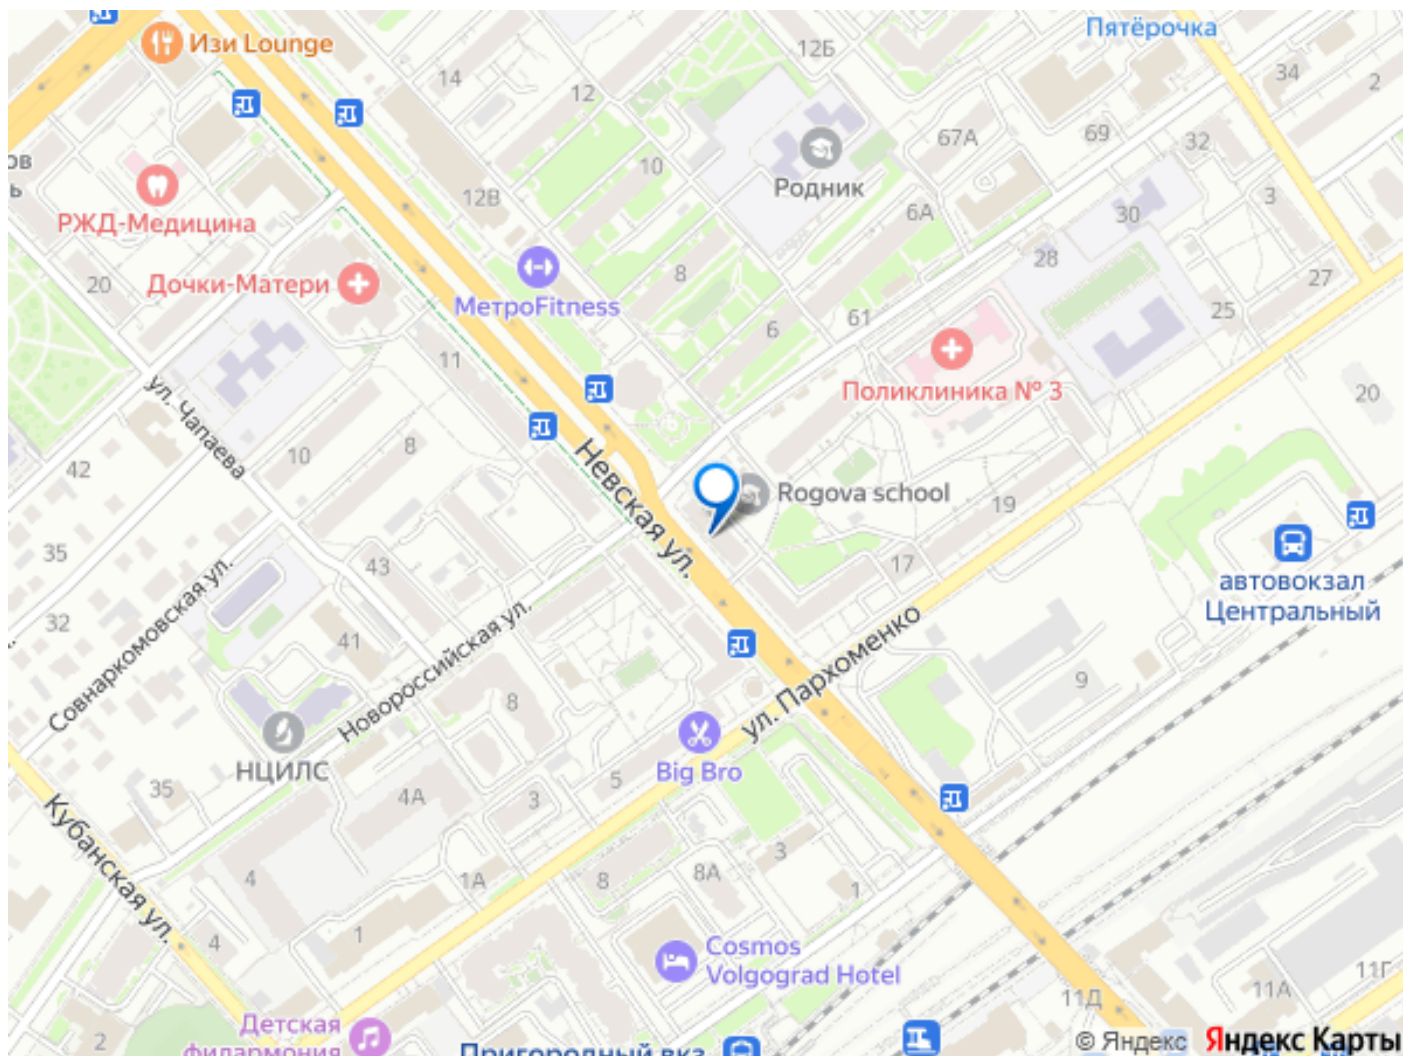 Изи Lounge
Пятёрочка
12Б
14
12
34
2
67А
69
32
ов
ь
Родник
10
12В
6А
30
3
РЖД-Медицина
Дочки-Матери
20
МетроFitness
8
28
27
61
25
6
11
Поликлиника № 3
20
ул. Чапаева
42
10
8
Невская ул.
Rogova school
19
35
43
17
автовокзал
Центральный
Совнаркомовская ул.
32
41
Новороссийская ул.
ул. Пархоменко
9
8
НЦИЛС
Big Bro
35
4А
3
5
Кубанская ул.
4
1А
8
8А
3
1
4
1
Cosmos
Volgograd Hotel
11Г
11А
11Д
2
Детская
филармония
Пригородный вкз
© Яндекс Яндекс Карты